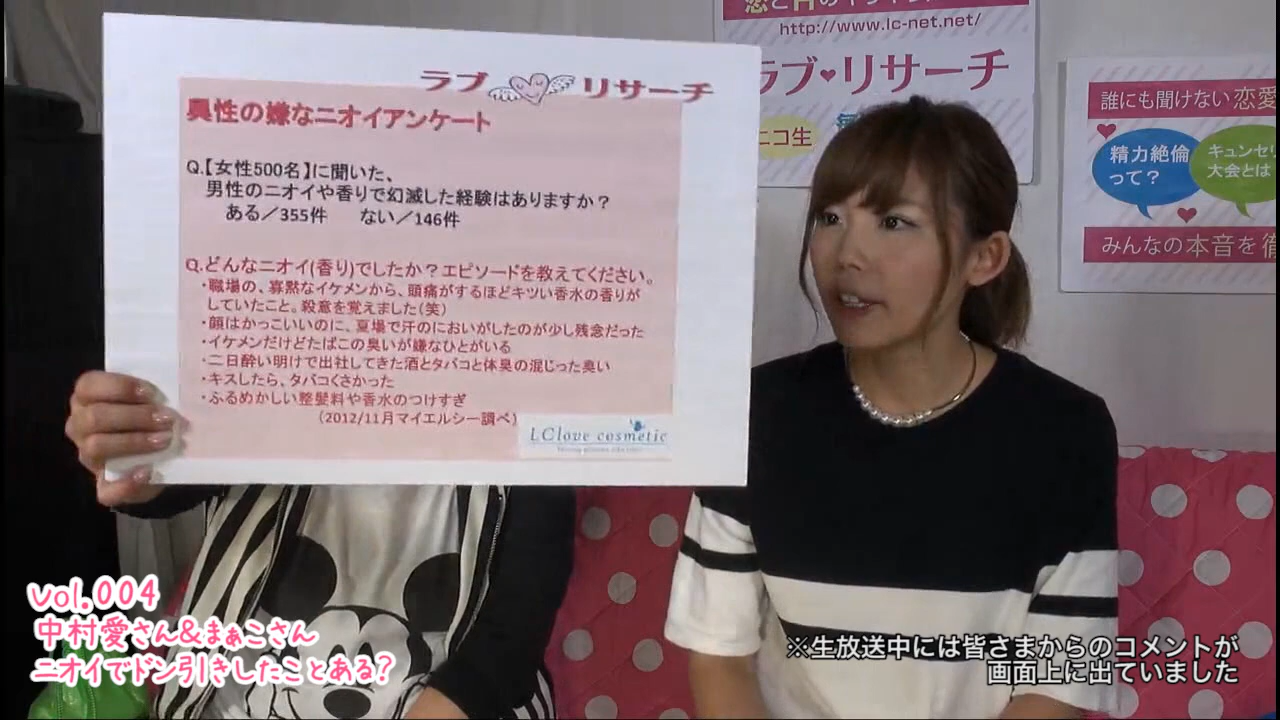 ラブ リサーチ
異性の嫌なニオイアンケート
Q.【女性500名】に聞いた、
男性のニオイや香りで幻滅した経験はありますか？
ある／355件　ない／146件
Q.どんなニオイ(香り)でしたか？エピソードを教えてください。
・職場の、寡黙なイケメンから、頭痛がするほどキツい香水の香りが
していたこと。殺意を覚えました(笑)
・顔はかっこいいのに、夏場で汗のにおいがしたのが少し残念だった
・イケメンだけどたばこの臭いが嫌なひとがいる
・二日酔い明けで出社してきた酒とタバコと体臭の混じった臭い
・キスしたら、タバコくさかった
・ふるめかしい整髪料や香水のつけすぎ
(2012/11月マイエルシー調べ)
LClove cosmetic
http://www.lc-net.net/
ラブ♥リサーチ
ニコ生
誰にも聞けない恋愛
精力絶倫
って？
キュンセリ
大会とは
みんなの本音を徹
vol.004
中村愛さん&まぁこさん
ニオイでドン引きしたことある?
※生放送中には皆さまからのコメントが
画面上に出ていました